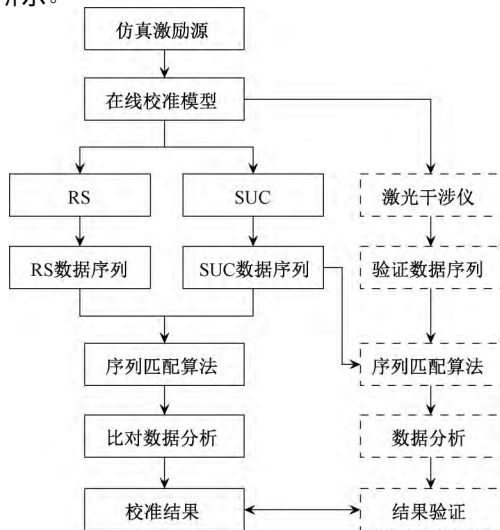 仿真激励源
在线校准模型
RS
SUC
激光干涉仪
RS数据序列
SUC数据序列
验证数据序列
序列匹配算法
序列匹配算法
比对数据分析
数据分析
校准结果
结果验证